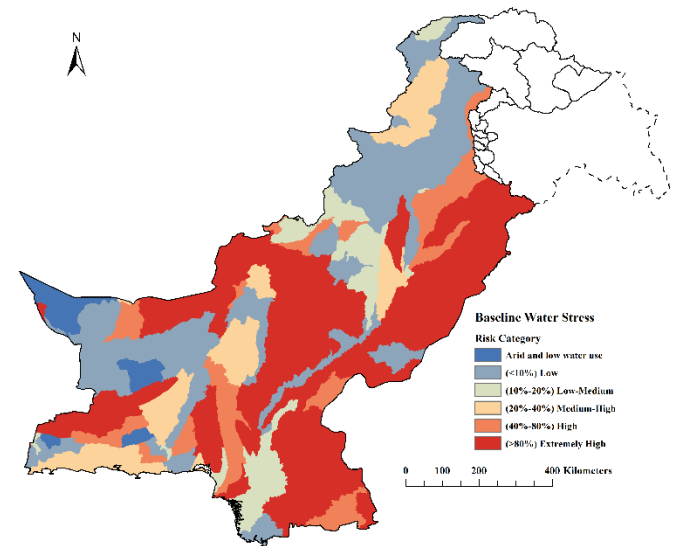 N
Baseline Water Stress
Risk Category
Arid and low water use
(<10%) Low
(10%-20%) Low-Medium
(20%-40%) Medium-High
(40%-80%) High
(>80%) Extremely High
0 100 200 400 Kilometers